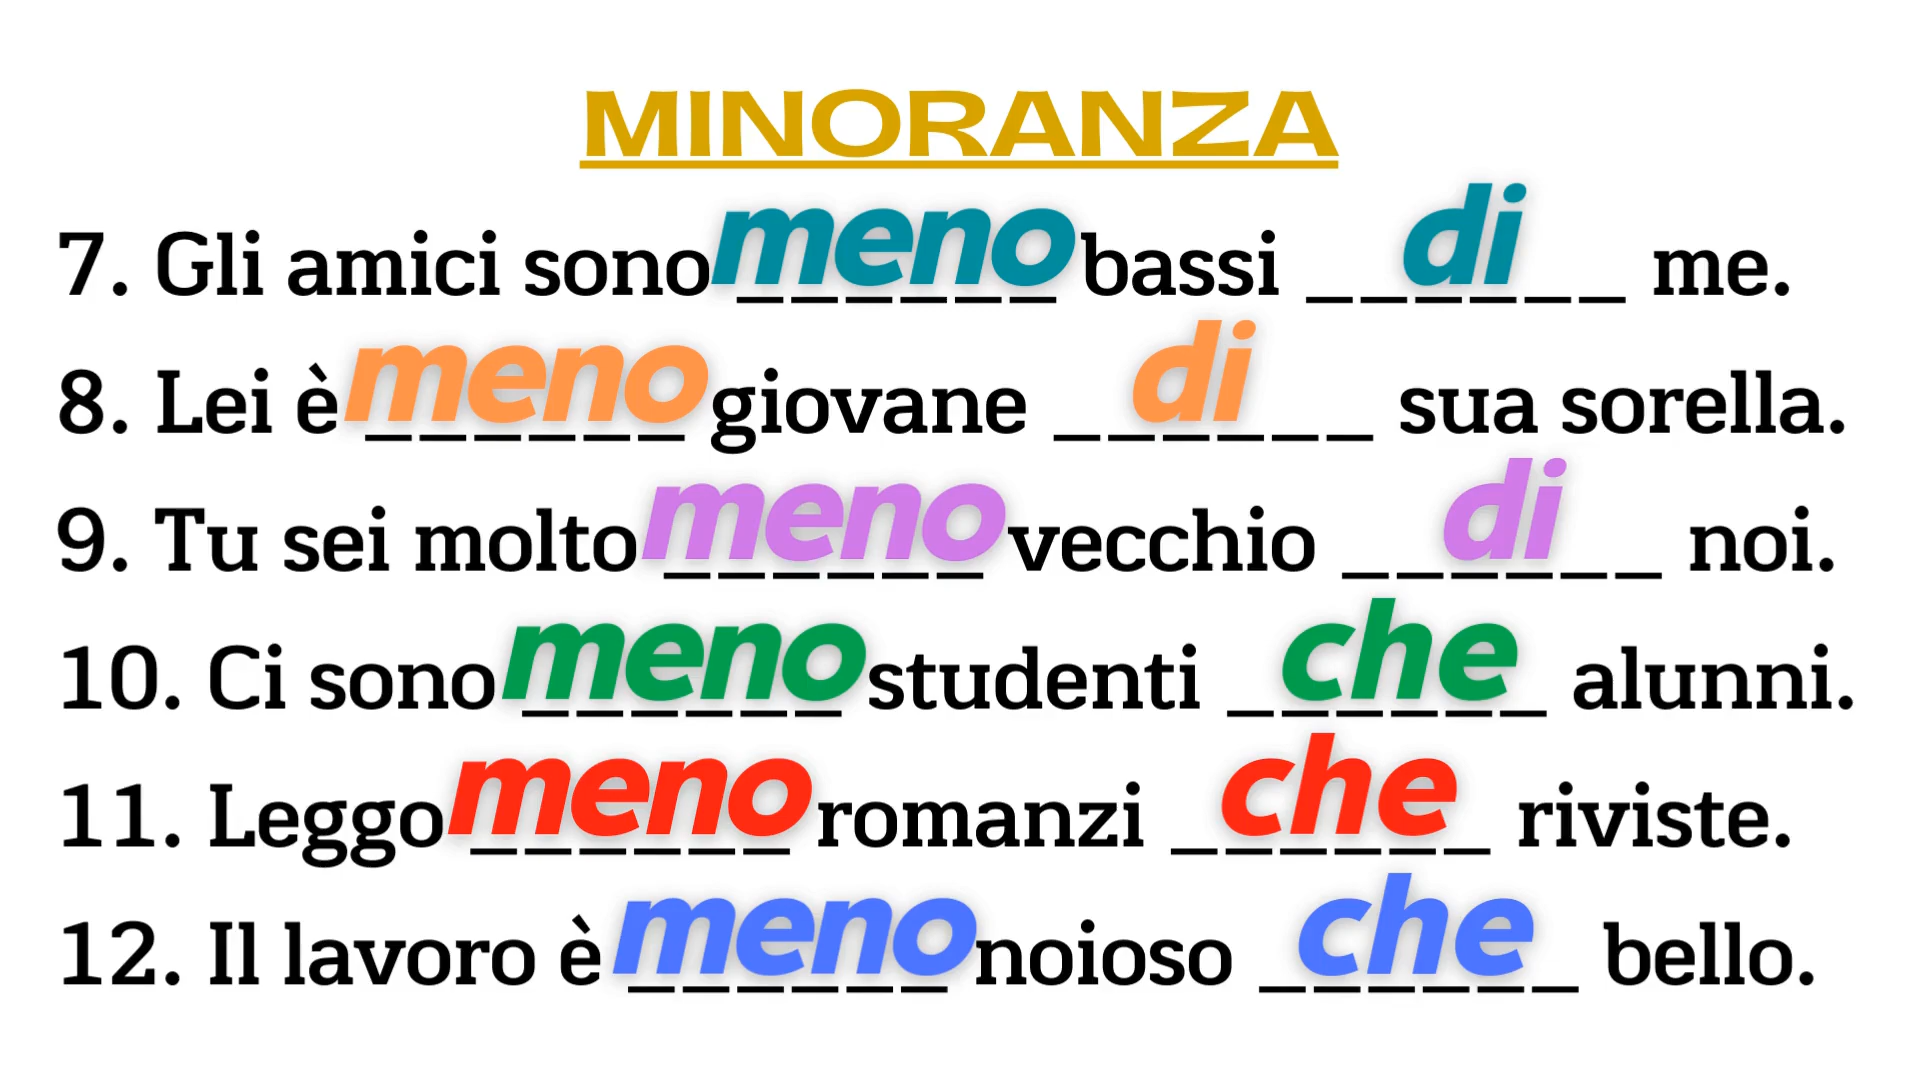 MINORANZA
7. Gli amici sono meno bassi di me.
8. Lei è meno giovane di sua sorella.
9. Tu sei molto meno vecchio di noi.
10. Ci sono meno studenti che alunni.
11. Leggo meno romanzi che riviste.
12. Il lavoro è meno noioso che bello.